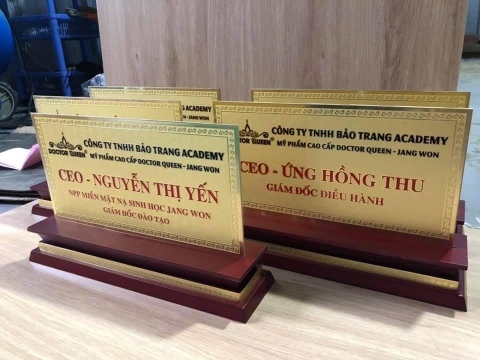 DOCTOR QUEEN
CÔNG TY TNHH BẢO TRANG ACADEMY
MỸ PHẨM CAO CẤP DOCTOR QUEEN - JANG WON
CEO - NGUYỄN THỊ YẾN
NPP MIỀN MẶT NẠ SINH HỌC JANG WON
GIÁM ĐỐC ĐÀO TẠO
DOCTOR QUEEN
CÔNG TY TNHH BẢO TRANG ACADEMY
MỸ PHẨM CAO CẤP DOCTOR QUEEN - JANG WON
CEO - ỨNG HỒNG THU
GIÁM ĐỐC ĐIỀU HÀNH